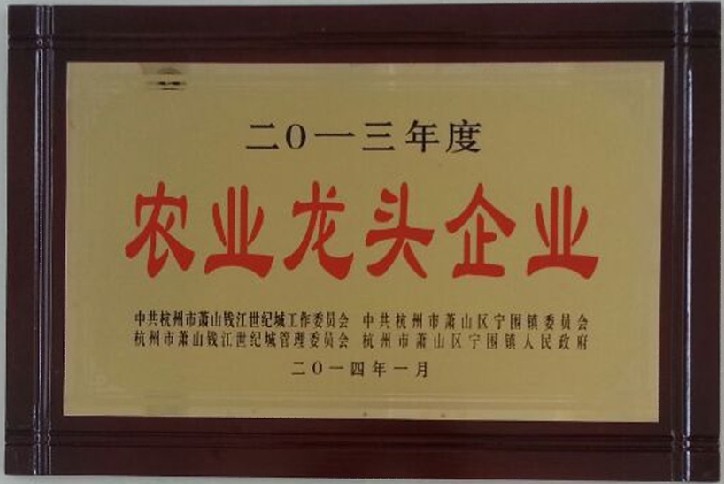 二〇一三年度
农业龙头企业
中共杭州市萧山钱江世纪城工作委员会 中共杭州市萧山区宁围镇委员会
杭州市萧山钱江世纪城管理委员会 杭州市萧山区宁围镇人民政府
二〇一四年一月